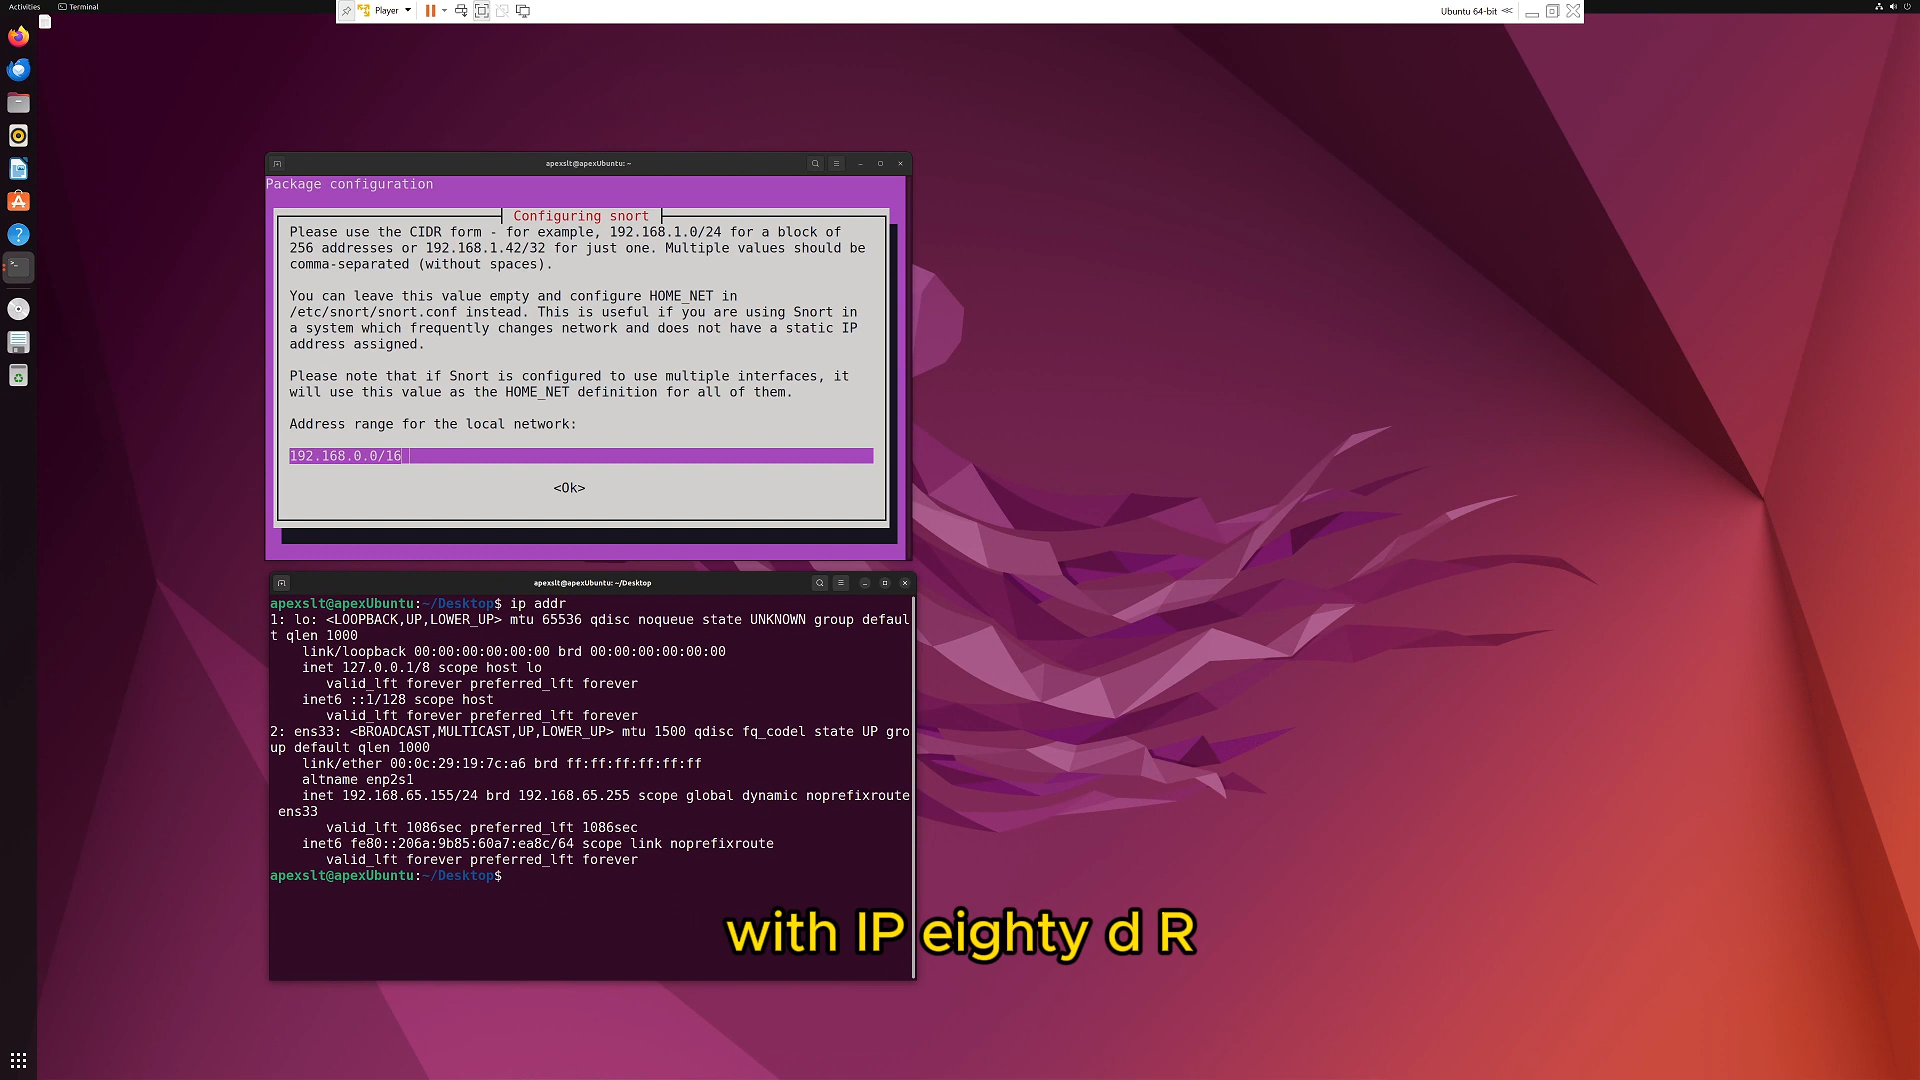 Activities
Terminal
Player
Ubuntu 64-bit
apexslt@apexUbuntu: ~
Package configuration
Configuring snort
Please use the CIDR form - for example, 192.168.1.0/24 for a block of
256 addresses or 192.168.1.42/32 for just one. Multiple values should be
comma-separated (without spaces).
You can leave this value empty and configure HOME_NET in
/etc/snort/snort.conf instead. This is useful if you are using Snort in
a system which frequently changes network and does not have a static IP
address assigned.
Please note that if Snort is configured to use multiple interfaces, it
will use this value as the HOME_NET definition for all of them.
Address range for the local network:
192.168.0.0/16
<Ok>
apexslt@apexUbuntu: ~/Desktop
apexslt@apexUbuntu:~/Desktop$ ip addr
1: lo: <LOOPBACK,UP,LOWER_UP> mtu 65536 qdisc noqueue state UNKNOWN group defaul
t qlen 1000
link/loopback 00:00:00:00:00:00 brd 00:00:00:00:00:00
inet 127.0.0.1/8 scope host lo
valid_lft forever preferred_lft forever
inet6 ::1/128 scope host
valid_lft forever preferred_lft forever
2: ens33: <BROADCAST,MULTICAST,UP,LOWER_UP> mtu 1500 qdisc fq_codel state UP gro
up default qlen 1000
link/ether 00:0c:29:19:7c:a6 brd ff:ff:ff:ff:ff:ff
altname enp2s1
inet 192.168.65.155/24 brd 192.168.65.255 scope global dynamic noprefixroute
ens33
valid_lft 1086sec preferred_lft 1086sec
inet6 fe80::206a:9b85:60a7:ea8c/64 scope link noprefixroute
valid_lft forever preferred_lft forever
apexslt@apexUbuntu:~/Desktop$
with IP eighty d R